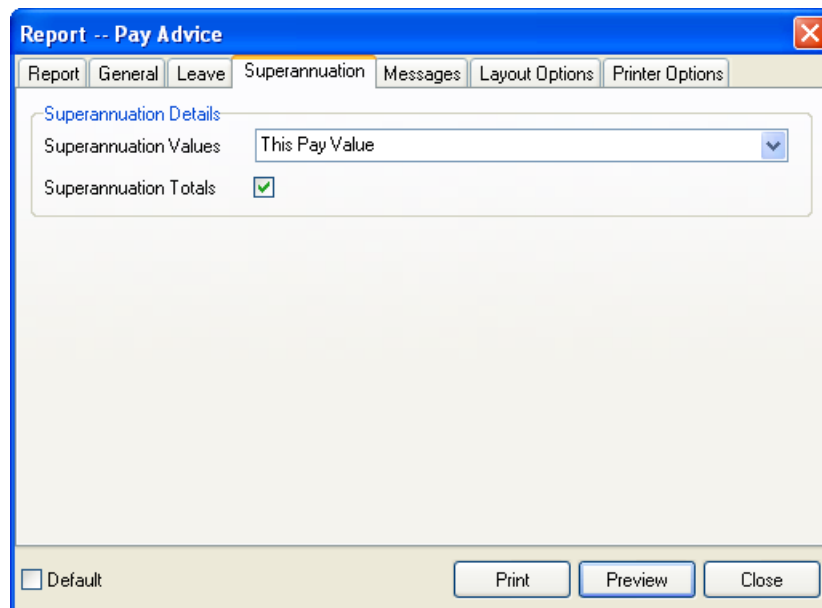 Report -- Pay Advice
Report General Leave Superannuation Messages Layout Options Printer Options
Superannuation Details
Superannuation Values This Pay Value
Superannuation Totals
Default Print Preview Close